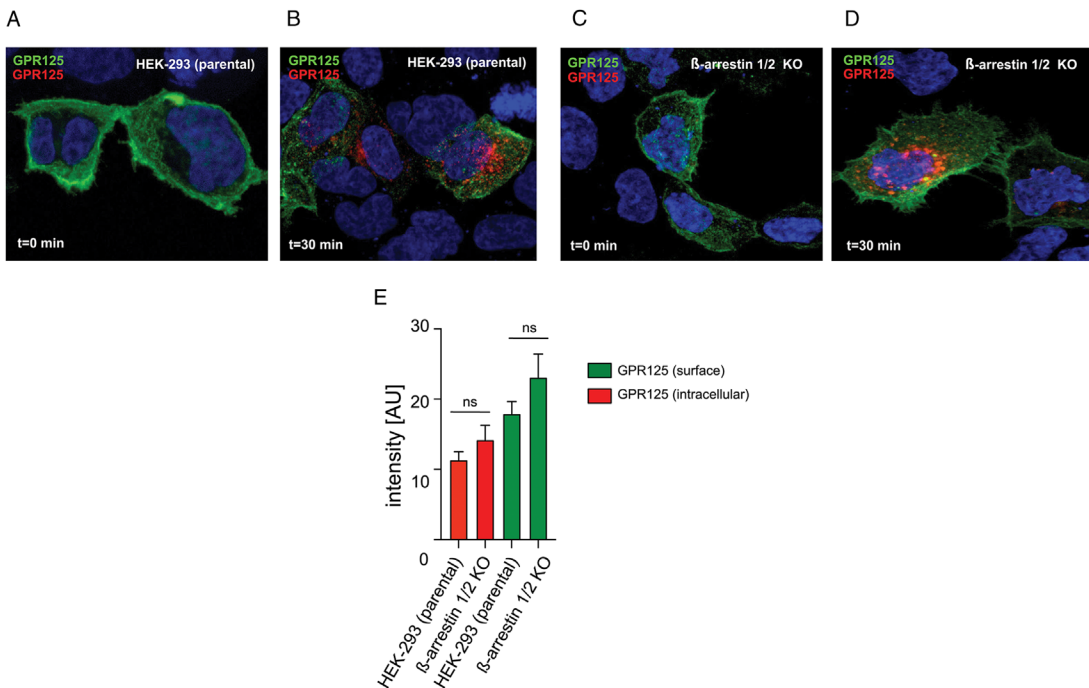 A
B
C
D
GPR125
GPR125
HEK-293 (parental)
t=0 min
GPR125
GPR125
HEK-293 (parental)
t=30 min
GPR125
GPR125
ß-arrestin 1/2 KO
t=0 min
GPR125
GPR125
ß-arrestin 1/2 KO
t=30 min
E
30
20
10
0
intensity [AU]
ns
ns
GPR125 (surface)
GPR125 (intracellular)
HEK-293 (parental)
ß-arrestin 1/2 KO
HEK-293 (parental)
ß-arrestin 1/2 KO